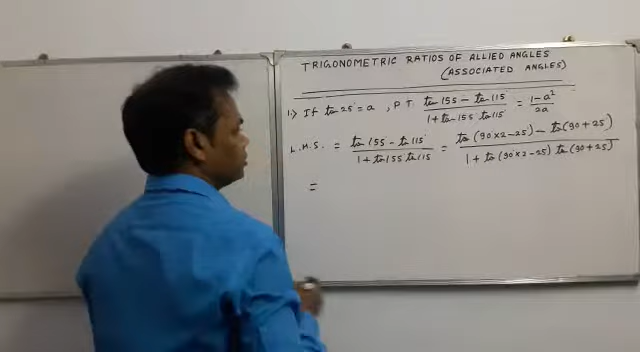 TRIGONOMETRIC RATIOS OF ALLIED ANGLES
(ASSOCIATED ANGLES)
1.) If tan 25° = a , P.T. (tan 155° - tan 115°) / (1 + tan 155° tan 115°) = (1 - a²) / 2a
L.H.S. = (tan 155° - tan 115°) / (1 + tan 155 tan 115) = (tan (90×2-25) - tan (90+25)) / (1 + tan (90×2-25) tan (90+25))
=